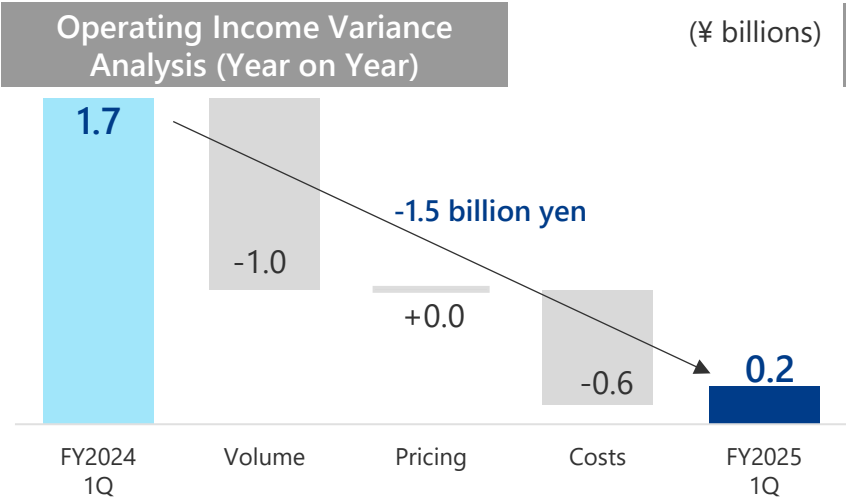 Operating Income Variance
Analysis (Year on Year)
(¥ billions)
1.7
-1.5 billion yen
-1.0
+0.0
-0.6
0.2
FY2024
1Q
Volume
Pricing
Costs
FY2025
1Q